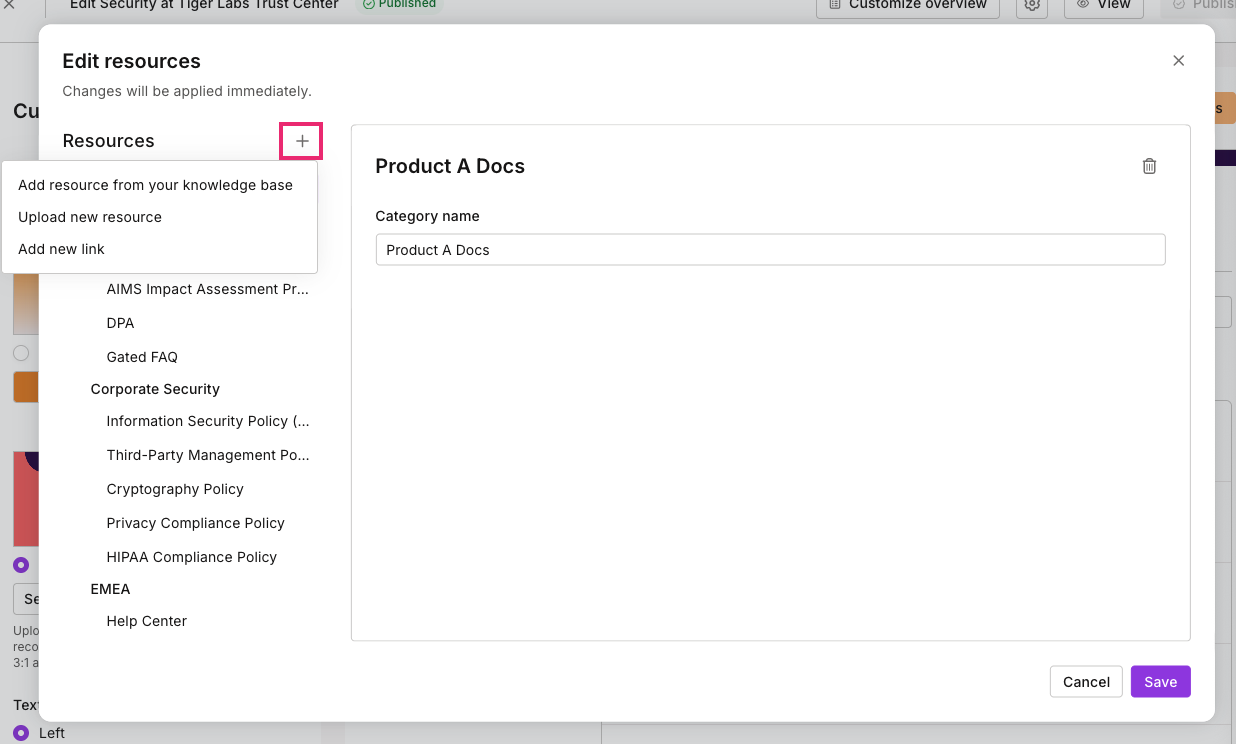 Edit Security at Tiger Labs Trust Center
Published
Customize overview
View
Edit resources
Changes will be applied immediately.
Resources
Add resource from your knowledge base
Upload new resource
Add new link
AIMS Impact Assessment Pr...
DPA
Gated FAQ
Corporate Security
Information Security Policy (...
Third-Party Management Po...
Cryptography Policy
Privacy Compliance Policy
HIPAA Compliance Policy
EMEA
Help Center
Product A Docs
Category name
Product A Docs
Cancel
Save
Left